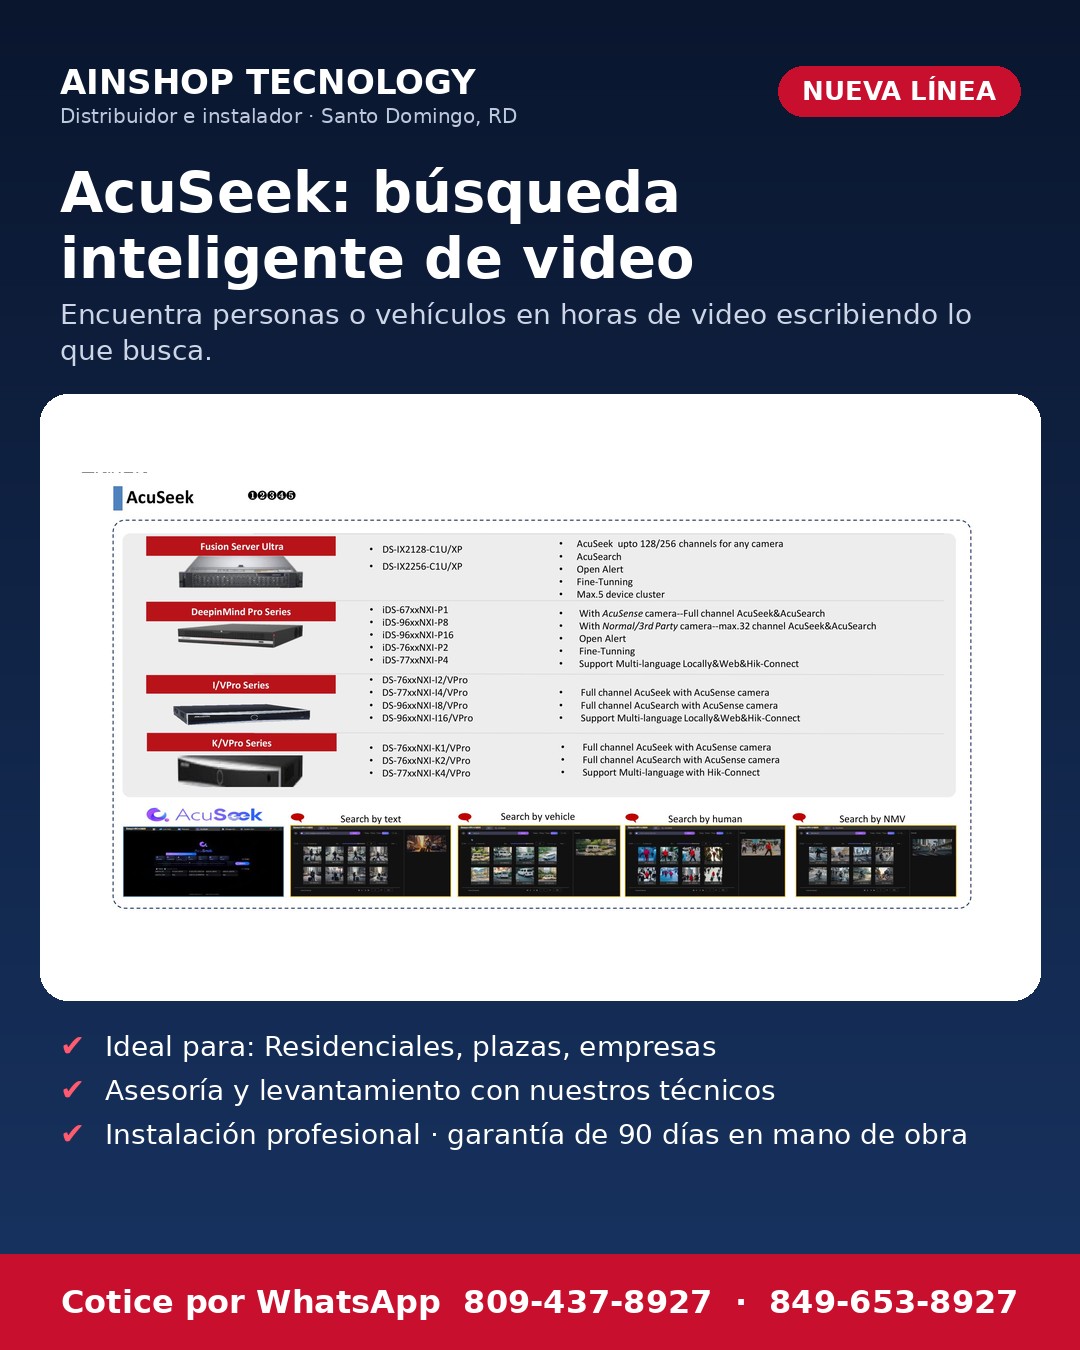 AINSHOP TECNOLOGY
Distribuidor e instalador · Santo Domingo, RD
NUEVA LÍNEA
AcuSeek: búsqueda
inteligente de video
Encuentra personas o vehículos en horas de video escribiendo lo
que busca.
AcuSeek ❶❷❸❹❺
Fusion Server Ultra
• DS-IX2128-C1U/XP
• DS-IX2256-C1U/XP
• AcuSeek upto 128/256 channels for any camera
• AcuSearch
• Open Alert
• Fine-Tunning
• Max.5 device cluster
DeepinMind Pro Series
• iDS-67xxNXI-P1
• iDS-96xxNXI-P8
• iDS-96xxNXI-P16
• iDS-76xxNXI-P2
• iDS-77xxNXI-P4
• With AcuSense camera--Full channel AcuSeek&AcuSearch
• With Normal/3rd Party camera--max.32 channel AcuSeek&AcuSearch
• Open Alert
• Fine-Tunning
• Support Multi-language Locally&Web&Hik-Connect
I/VPro Series
• DS-76xxNXI-I2/VPro
• DS-77xxNXI-I4/VPro
• DS-96xxNXI-I8/VPro
• DS-96xxNXI-I16/VPro
• Full channel AcuSeek with AcuSense camera
• Full channel AcuSearch with AcuSense camera
• Support Multi-language Locally&Web&Hik-Connect
K/VPro Series
• DS-76xxNXI-K1/VPro
• DS-76xxNXI-K2/VPro
• DS-77xxNXI-K4/VPro
• Full channel AcuSeek with AcuSense camera
• Full channel AcuSearch with AcuSense camera
• Support Multi-language with Hik-Connect
AcuSeek
Search by text
Search by vehicle
Search by human
Search by NMV
✔ Ideal para: Residenciales, plazas, empresas
✔ Asesoría y levantamiento con nuestros técnicos
✔ Instalación profesional · garantía de 90 días en mano de obra
Cotice por WhatsApp 809-437-8927 · 849-653-8927